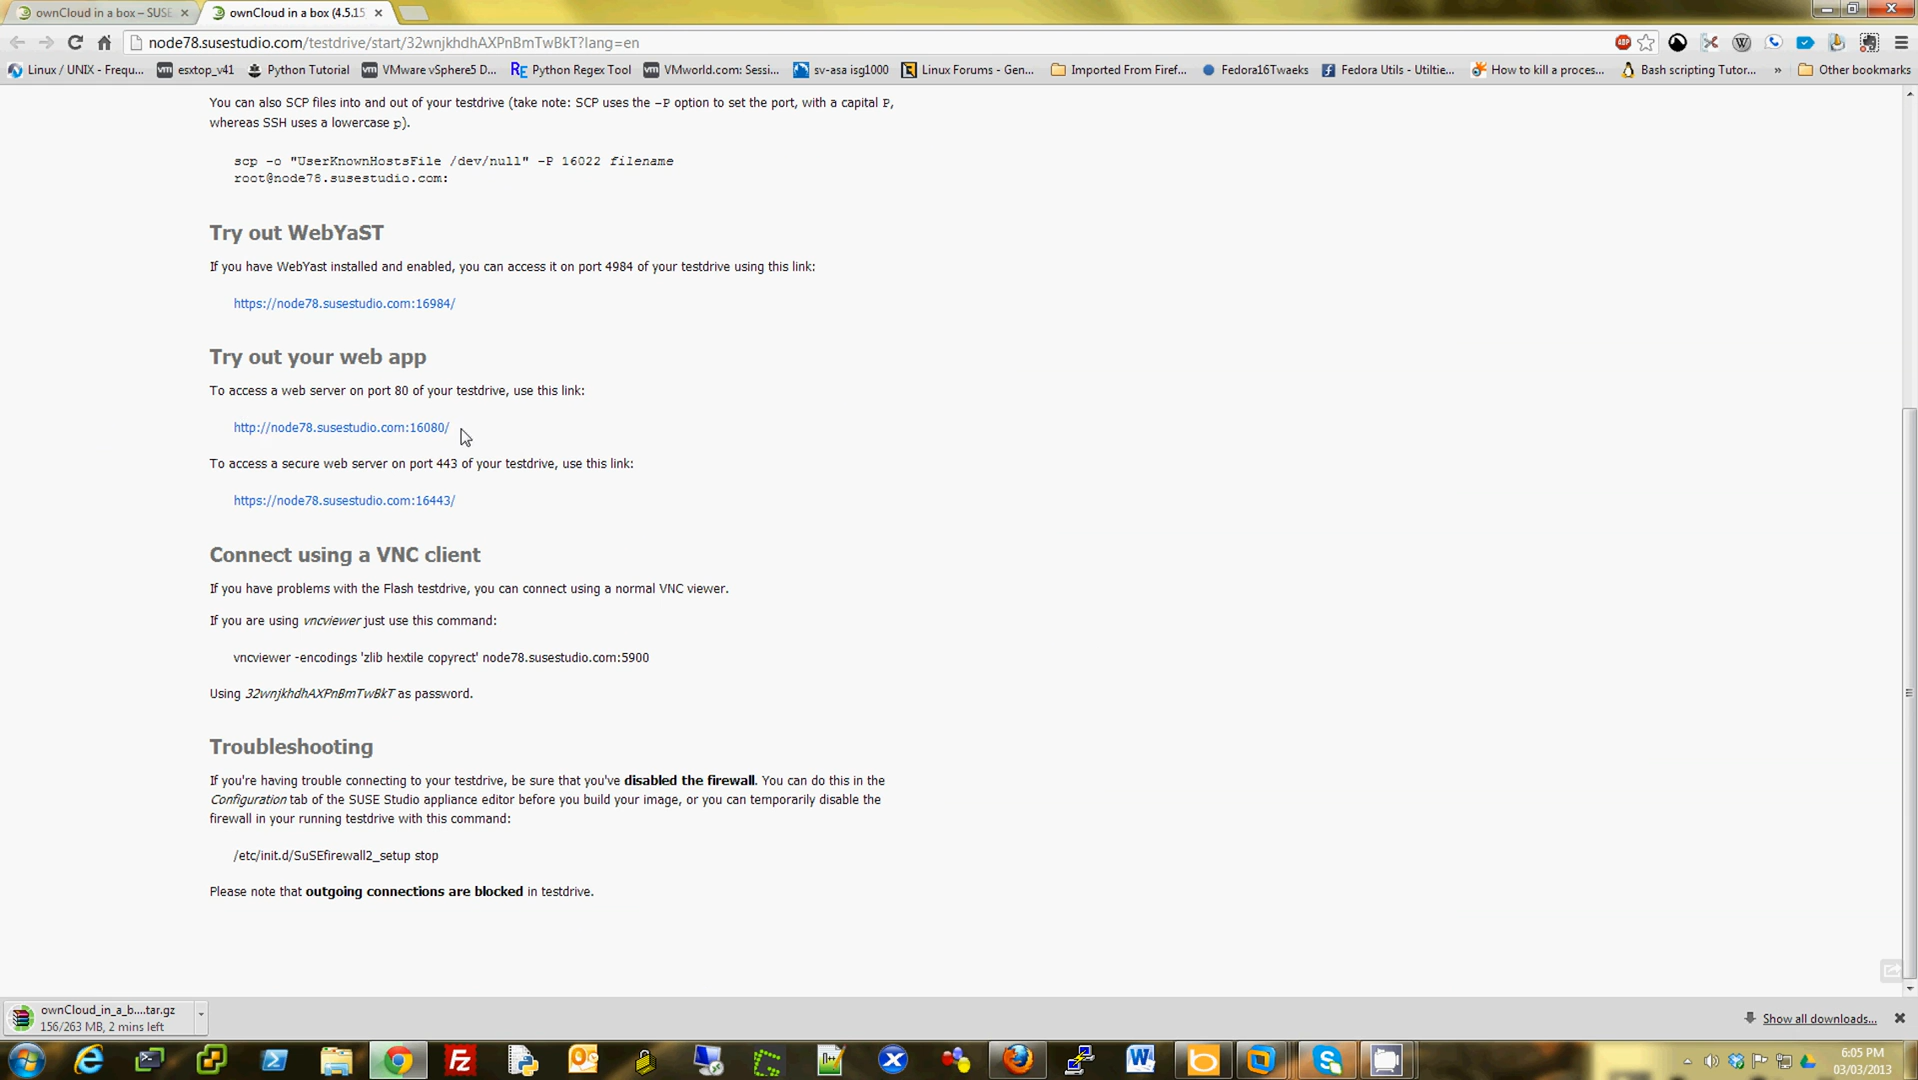 ownCloud in a box – SUSE
ownCloud in a box (4.5.15
node78.susestudio.com/testdrive/start/32wnjkhdhAXPnBmTwBkT?lang=en
Linux / UNIX - Frequ...
esxtop_v41
Python Tutorial
VMware vSphere5 D...
Python Regex Tool
VMworld.com: Sessi...
sv-asa isg1000
Linux Forums - Gen...
Imported From Firef...
Fedora16Tweaks
Fedora Utils - Utiltie...
How to kill a proces...
Bash scripting Tutor...
»
Other bookmarks
You can also SCP files into and out of your testdrive (take note: SCP uses the -P option to set the port, with a capital P,
whereas SSH uses a lowercase p).
scp -o "UserKnownHostsFile /dev/null" -P 16022 filename
root@node78.susestudio.com:
Try out WebYaST
If you have WebYast installed and enabled, you can access it on port 4984 of your testdrive using this link:
https://node78.susestudio.com:16984/
Try out your web app
To access a web server on port 80 of your testdrive, use this link:
http://node78.susestudio.com:16080/
To access a secure web server on port 443 of your testdrive, use this link:
https://node78.susestudio.com:16443/
Connect using a VNC client
If you have problems with the Flash testdrive, you can connect using a normal VNC viewer.
If you are using vncviewer just use this command:
vncviewer -encodings 'zlib hextile copyrect' node78.susestudio.com:5900
Using 32wnjkhdhAXPnBmTwBkT as password.
Troubleshooting
If you're having trouble connecting to your testdrive, be sure that you've disabled the firewall. You can do this in the
Configuration tab of the SUSE Studio appliance editor before you build your image, or you can temporarily disable the
firewall in your running testdrive with this command:
/etc/init.d/SuSEfirewall2_setup stop
Please note that outgoing connections are blocked in testdrive.
ownCloud_in_a_b....tar.gz
156/263 MB, 2 mins left
Show all downloads...
6:05 PM
03/03/2013